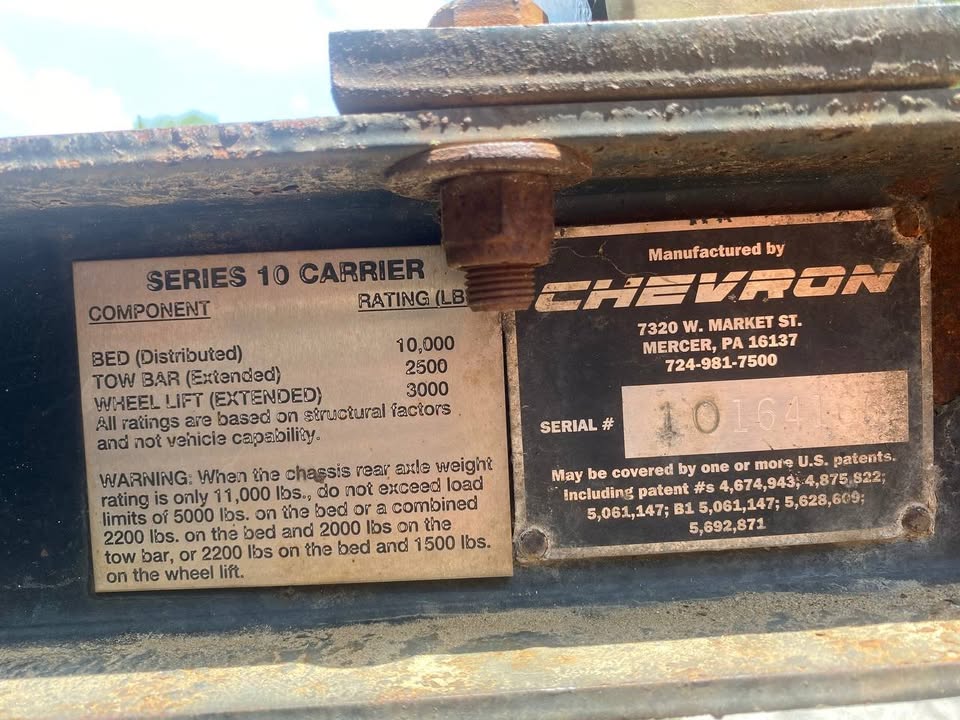 SERIES 10 CARRIER
COMPONENT RATING (LB
BED (Distributed) 10,000
TOW BAR (Extended) 2500
WHEEL LIFT (EXTENDED) 3000
All ratings are based on structural factors
and not vehicle capability.
WARNING: When the chassis rear axle weight
rating is only 11,000 lbs., do not exceed load
limits of 5000 lbs. on the bed or a combined
2200 lbs. on the bed and 2000 lbs on the
tow bar, or 2200 lbs on the bed and 1500 lbs.
on the wheel lift.
Manufactured by
CHEVRON
7320 W. MARKET ST.
MERCER, PA 16137
724-981-7500
SERIAL #
May be covered by one or more U.S. patents.
Including patent #s 4,674,943; 4,875,822;
5,061,147; B1 5,061,147; 5,628,609;
5,692,871